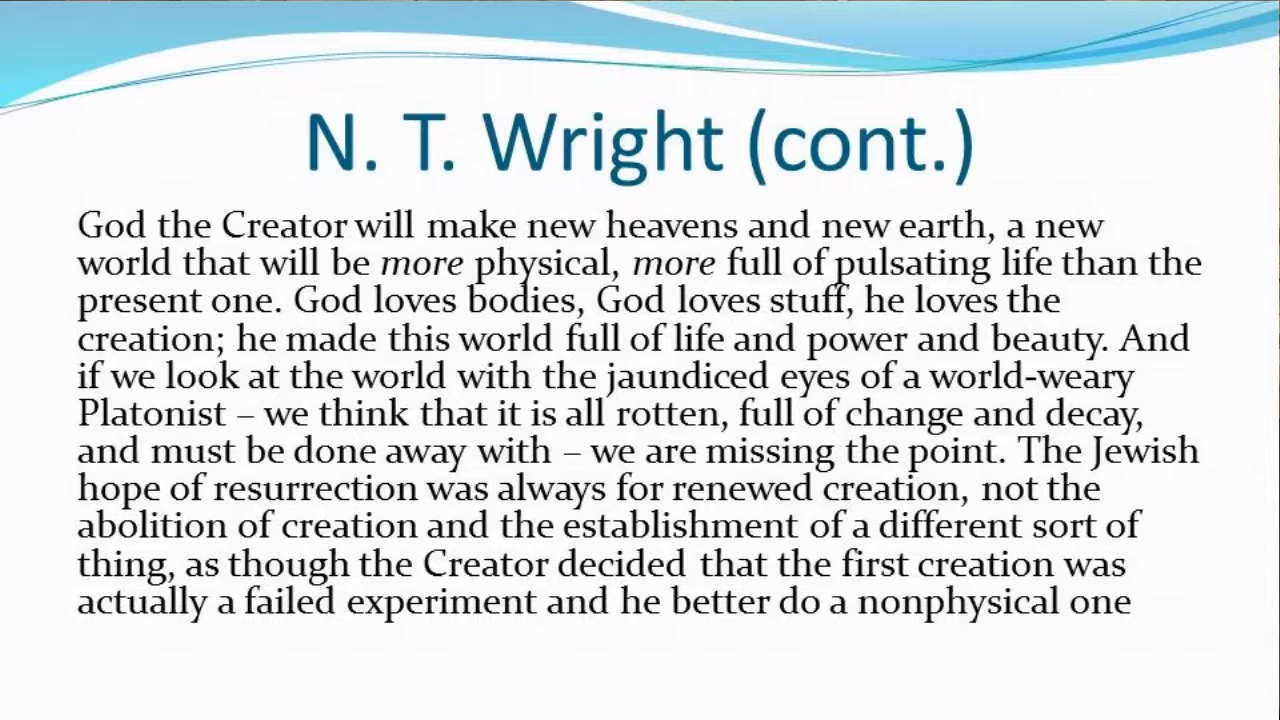 N. T. Wright (cont.)
God the Creator will make new heavens and new earth, a new
world that will be more physical, more full of pulsating life than the
present one. God loves bodies, God loves stuff, he loves the
creation; he made this world full of life and power and beauty. And
if we look at the world with the jaundiced eyes of a world-weary
Platonist – we think that it is all rotten, full of change and decay,
and must be done away with – we are missing the point. The Jewish
hope of resurrection was always for renewed creation, not the
abolition of creation and the establishment of a different sort of
thing, as though the Creator decided that the first creation was
actually a failed experiment and he better do a nonphysical one